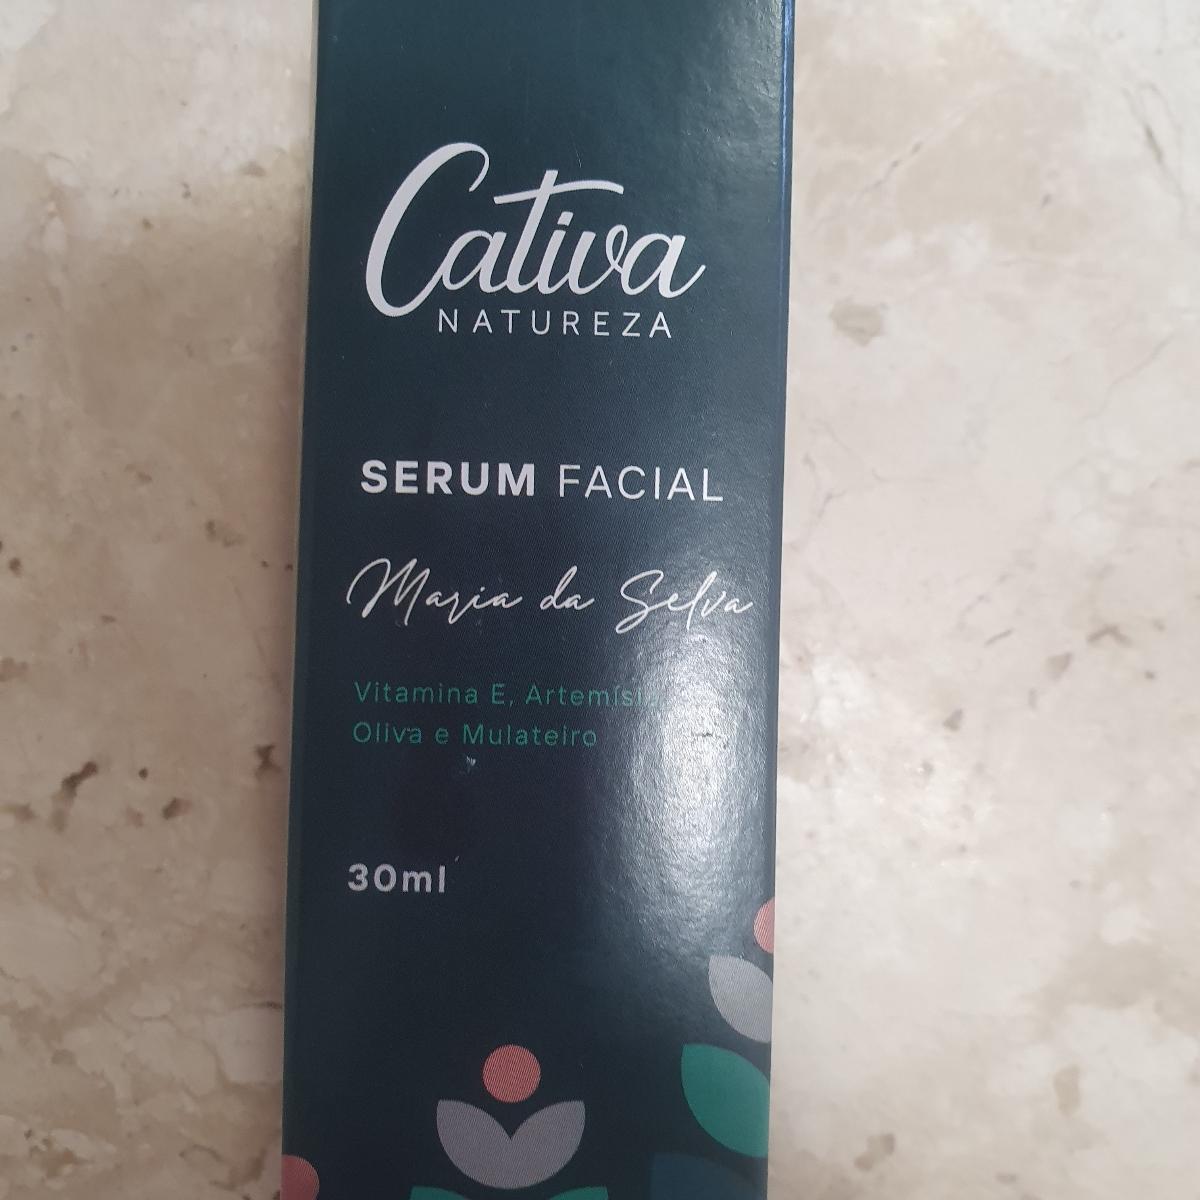 Cativa
NATUREZA
SERUM FACIAL
Maria da Selva
Vitamina E, Artemísia
Oliva e Mulateiro
30ml